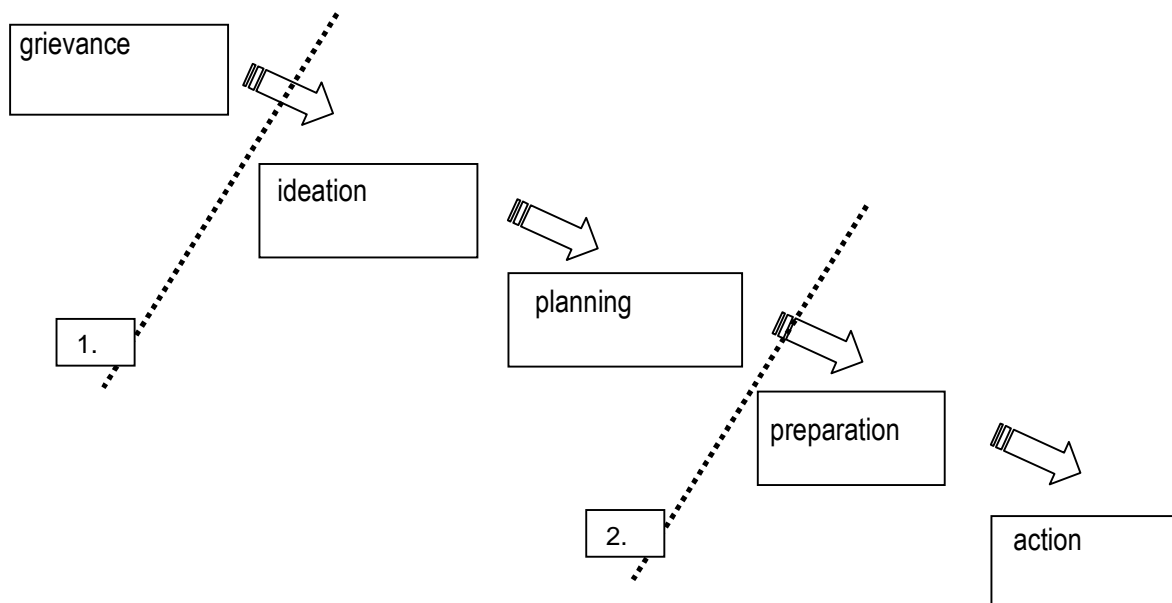 grievance
ideation
planning
1.
preparation
2.
action